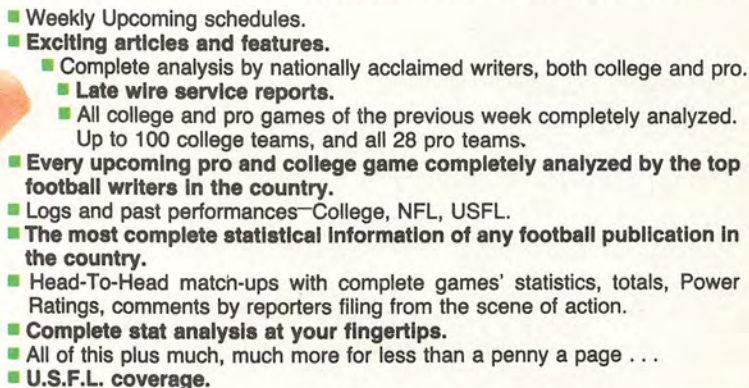 ■ Weekly Upcoming schedules.
■ Exciting articles and features.
■ Complete analysis by nationally acclaimed writers, both college and pro.
■ Late wire service reports.
■ All college and pro games of the previous week completely analyzed.
Up to 100 college teams, and all 28 pro teams.
■ Every upcoming pro and college game completely analyzed by the top
football writers in the country.
■ Logs and past performances—College, NFL, USFL.
■ The most complete statistical information of any football publication in
the country.
■ Head-To-Head match-ups with complete games' statistics, totals, Power
Ratings, comments by reporters filing from the scene of action.
■ Complete stat analysis at your fingertips.
■ All of this plus much, much more for less than a penny a page . . .
■ U.S.F.L. coverage.